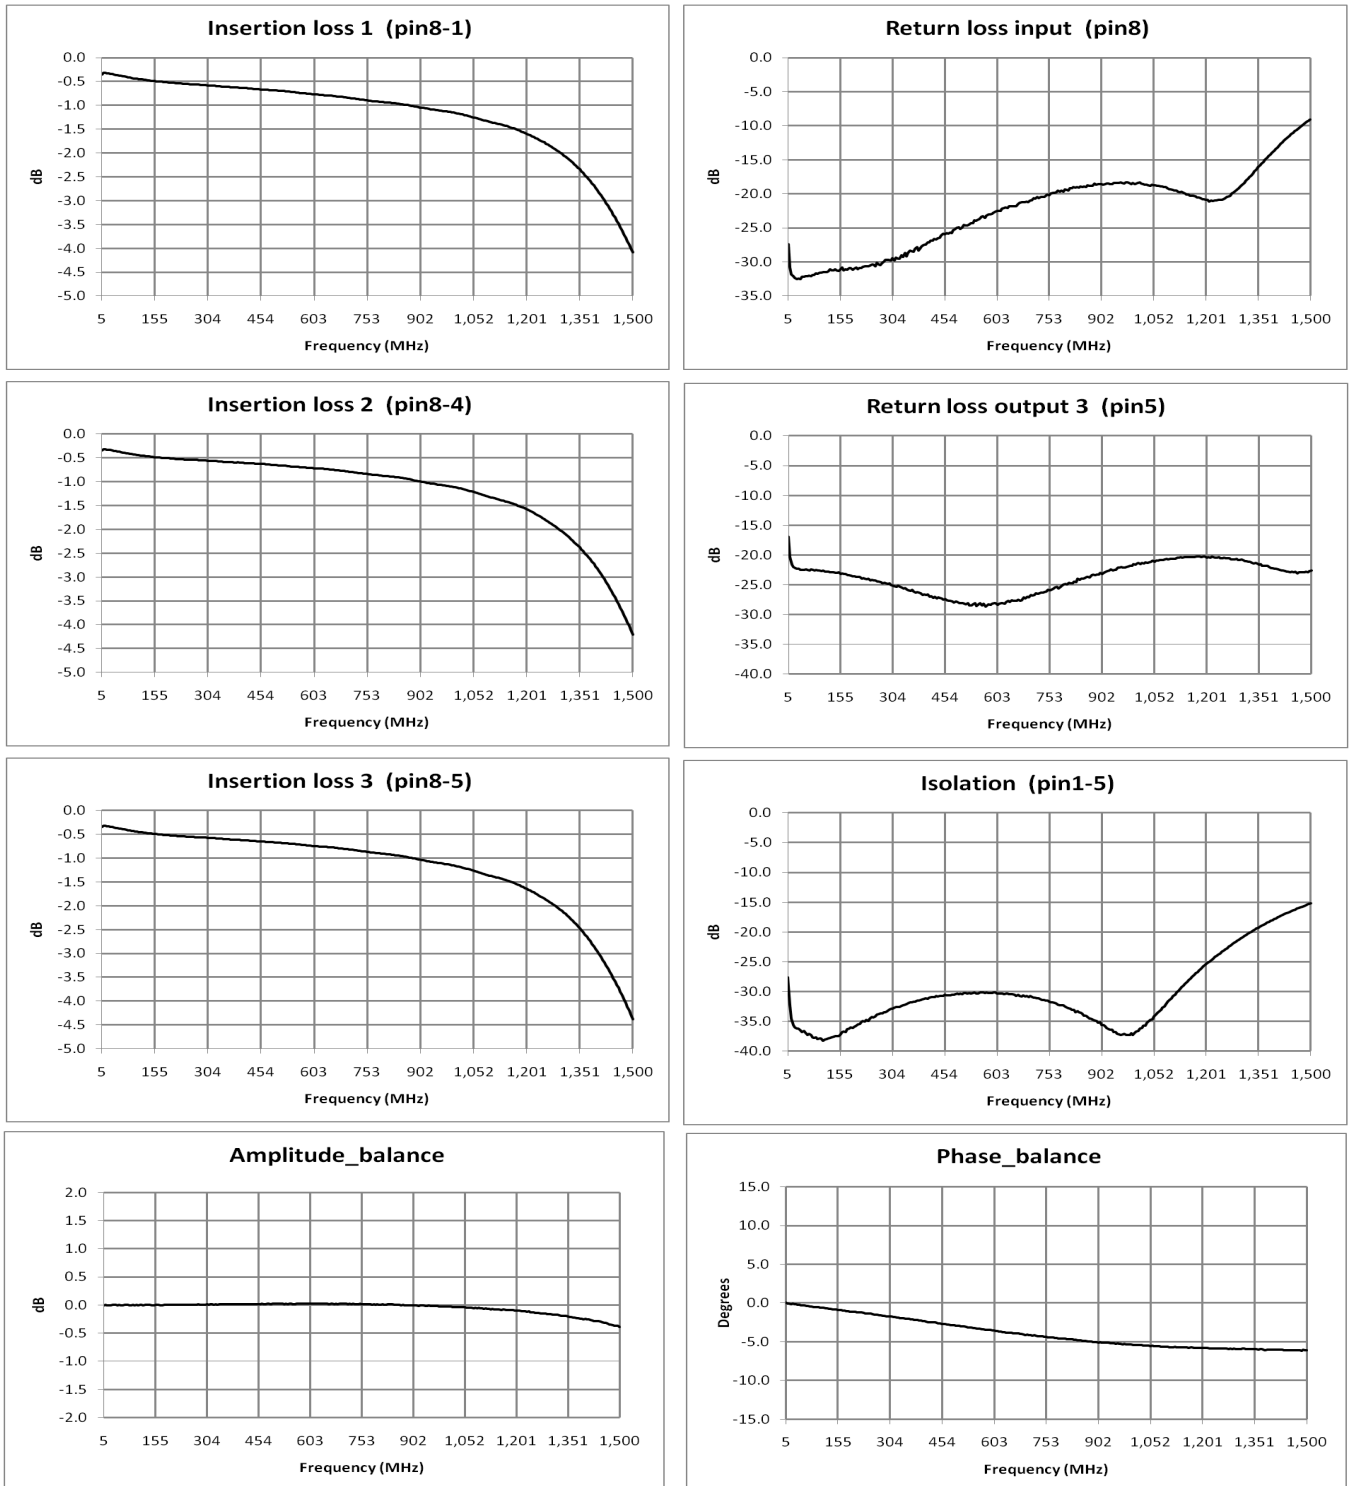 Insertion loss 1 (pin8-1)
0.0
-0.5
-1.0
-1.5
-2.0
-2.5
-3.0
-3.5
-4.0
-4.5
-5.0
dB
5 155 304 454 603 753 902 1,052 1,201 1,351 1,500
Frequency (MHz)
Return loss input (pin8)
0.0
-5.0
-10.0
-15.0
-20.0
-25.0
-30.0
-35.0
dB
5 155 304 454 603 753 902 1,052 1,201 1,351 1,500
Frequency (MHz)
Insertion loss 2 (pin8-4)
0.0
-0.5
-1.0
-1.5
-2.0
-2.5
-3.0
-3.5
-4.0
-4.5
-5.0
dB
5 155 304 454 603 753 902 1,052 1,201 1,351 1,500
Frequency (MHz)
Return loss output 3 (pin5)
0.0
-5.0
-10.0
-15.0
-20.0
-25.0
-30.0
-35.0
-40.0
dB
5 155 304 454 603 753 902 1,052 1,201 1,351 1,500
Frequency (MHz)
Insertion loss 3 (pin8-5)
0.0
-0.5
-1.0
-1.5
-2.0
-2.5
-3.0
-3.5
-4.0
-4.5
-5.0
dB
5 155 304 454 603 753 902 1,052 1,201 1,351 1,500
Frequency (MHz)
Isolation (pin1-5)
0.0
-5.0
-10.0
-15.0
-20.0
-25.0
-30.0
-35.0
-40.0
dB
5 155 304 454 603 753 902 1,052 1,201 1,351 1,500
Frequency (MHz)
Amplitude_balance
2.0
1.5
1.0
0.5
0.0
-0.5
-1.0
-1.5
-2.0
dB
5 155 304 454 603 753 902 1,052 1,201 1,351 1,500
Frequency (MHz)
Phase_balance
15.0
10.0
5.0
0.0
-5.0
-10.0
-15.0
Degrees
5 155 304 454 603 753 902 1,052 1,201 1,351 1,500
Frequency (MHz)